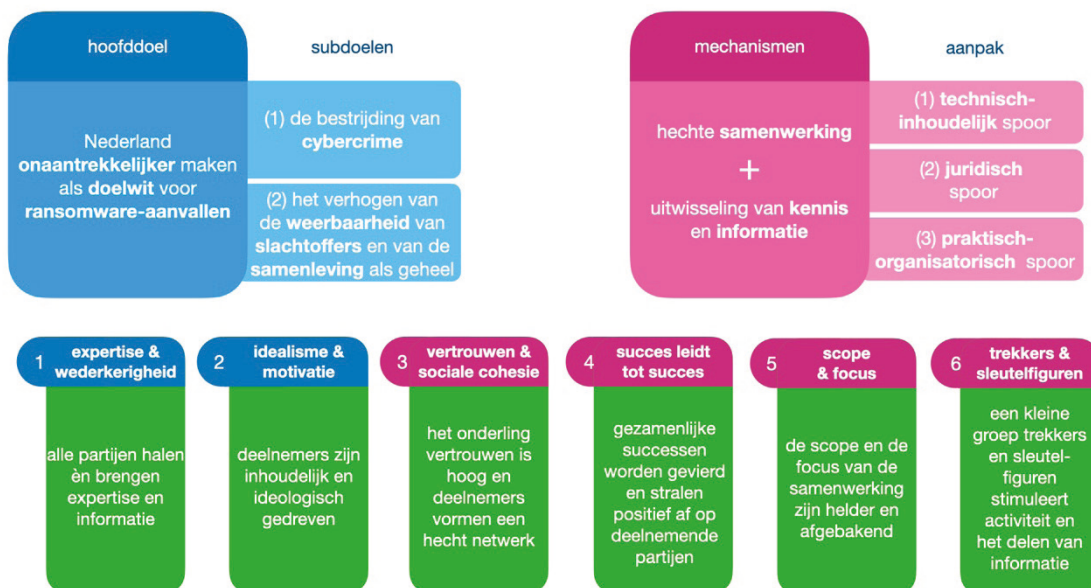 hoofddoel
subdoelen
Nederland
onaantrekkelijker maken
als doelwit voor
ransomware-aanvallen
(1) de bestrijding van
cybercrime
(2) het verhogen van
de weerbaarheid van
slachtoffers en van de
samenleving als geheel
mechanismen
aanpak
hechte samenwerking
+
uitwisseling van kennis
en informatie
(1) technisch-
inhoudelijk spoor
(2) juridisch
spoor
(3) praktisch-
organisatorisch spoor
1
expertise &
wederkerigheid
alle partijen halen
èn brengen
expertise en
informatie
2
idealisme &
motivatie
deelnemers zijn
inhoudelijk en
ideologisch
gedreven
3
vertrouwen &
sociale cohesie
het onderling
vertrouwen is
hoog en
deelnemers
vormen een
hecht netwerk
4
succes leidt
tot succes
gezamenlijke
successen
worden gevierd
en stralen
positief af op
deelnemende
partijen
5
scope
& focus
de scope en de
focus van de
samenwerking
zijn helder en
afgebakend
6
trekkers &
sleutelfiguren
een kleine
groep trekkers
en sleutel-
figuren
stimuleert
activiteit en
het delen van
informatie